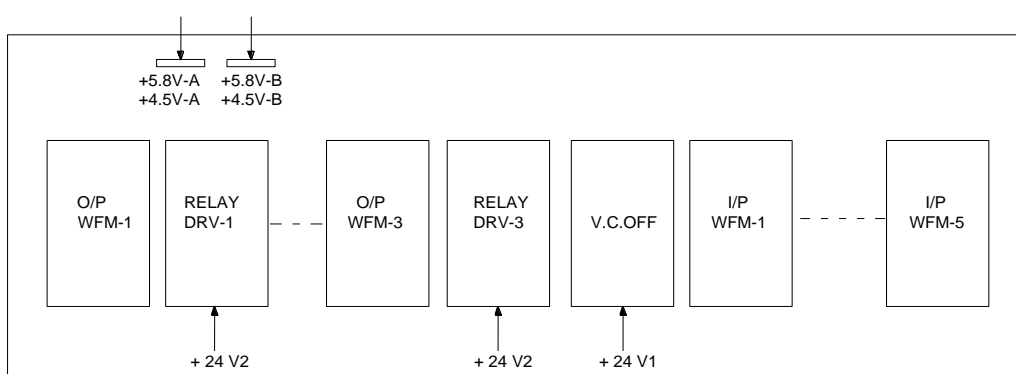 +5.8V-A +5.8V-B
+4.5V-A +4.5V-B
O/P RELAY O/P RELAY V.C.OFF I/P I/P
WFM-1 DRV-1 WFM-3 DRV-3 WFM-1 WFM-5
+ 24 V2 + 24 V2 + 24 V1